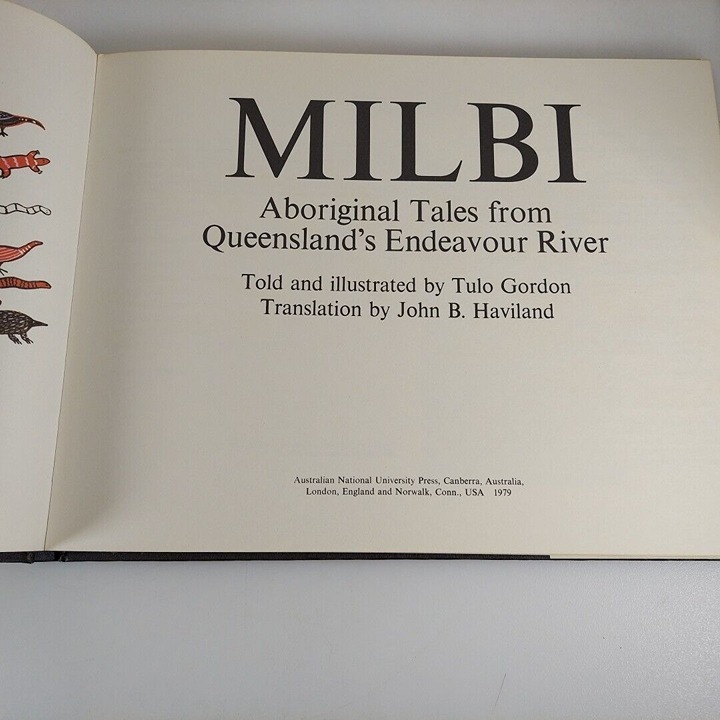 MILBI
Aboriginal Tales from
Queensland's Endeavour River
Told and illustrated by Tulo Gordon
Translation by John B. Haviland
Australian National University Press, Canberra, Australia,
London, England and Norwalk, Conn., USA 1979